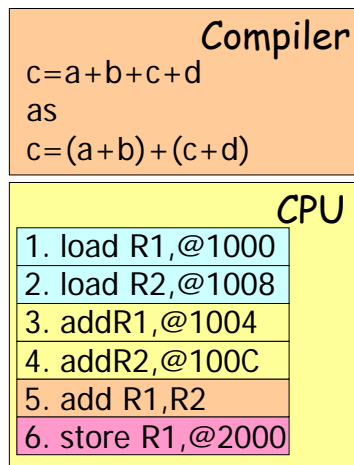 Compiler
c=a+b+c+d
as
c=(a+b)+(c+d)
CPU
1. load R1,@1000
2. load R2,@1008
3. addR1,@1004
4. addR2,@100C
5. add R1,R2
6. store R1,@2000